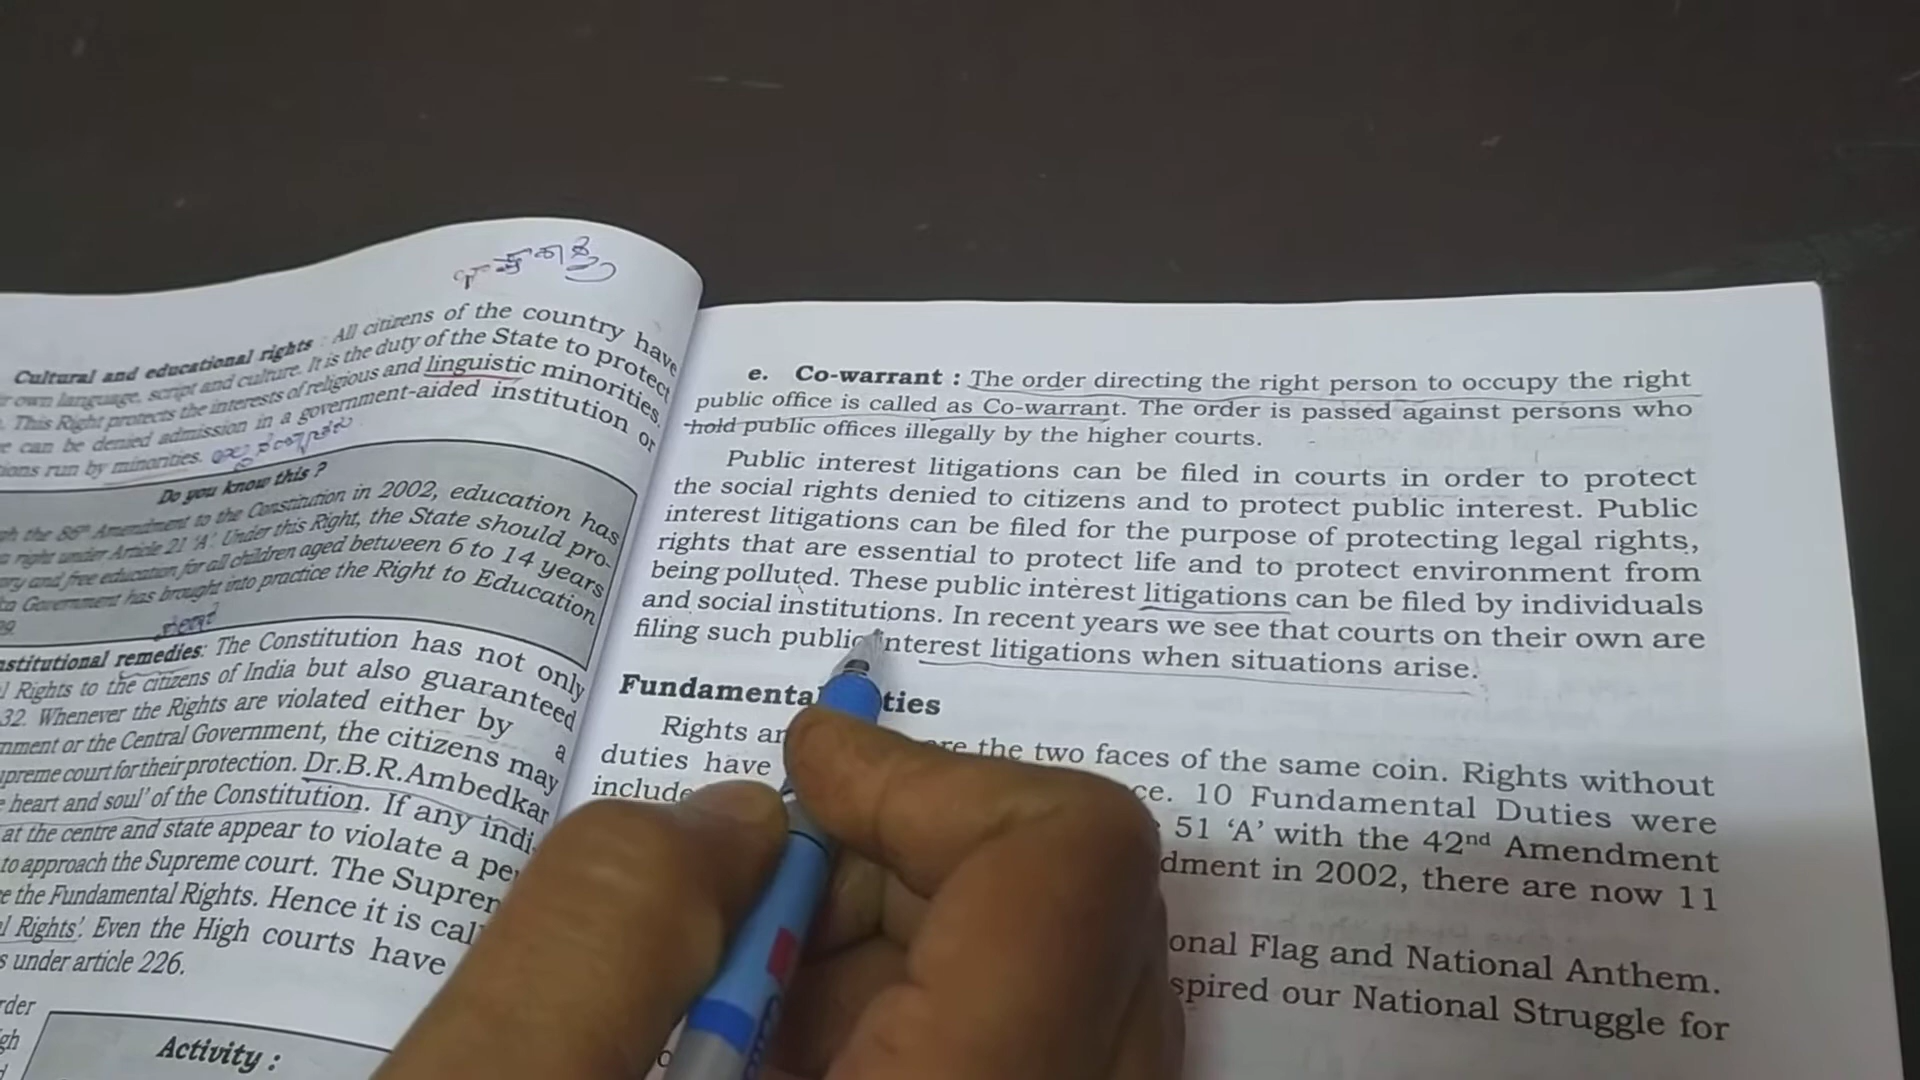 Cultural and educational rights : All citizens of the country have
own language, script and culture. It is the duty of the State to protect
. This Right protects the interests of religious and linguistic minorities.
can be denied admission in a government-aided institution or
run by minorities.
Do you know this ?
the 86th Amendment to the Constitution in 2002, education has
right under Article 21 'A'. Under this Right, the State should pro-
and free education for all children aged between 6 to 14 years
Government has brought into practice the Right to Education
remedies: The Constitution has not only
Rights to the citizens of India but also guaranteed
32. Whenever the Rights are violated either by a
or the Central Government, the citizens may
court for their protection. Dr.B.R.Ambedkar
heart and soul' of the Constitution. If any indi-
at the centre and state appear to violate a
to approach the Supreme court. The
the Fundamental Rights. Hence it is
Rights'. Even the High courts have
under article 226.
Activity :
e. Co-warrant : The order directing the right person to occupy the right
public office is called as Co-warrant. The order is passed against persons who
hold public offices illegally by the higher courts.
Public interest litigations can be filed in courts in order to protect
the social rights denied to citizens and to protect public interest. Public
interest litigations can be filed for the purpose of protecting legal rights,
rights that are essential to protect life and to protect environment from
being polluted. These public interest litigations can be filed by individuals
and social institutions. In recent years we see that courts on their own are
filing such public interest litigations when situations arise.
Fundamental
Rights the two faces of the same coin. Rights without
duties have 10 Fundamental Duties were
51 'A' with the 42nd Amendment
in 2002, there are now 11
Flag and National Anthem.
our National Struggle for